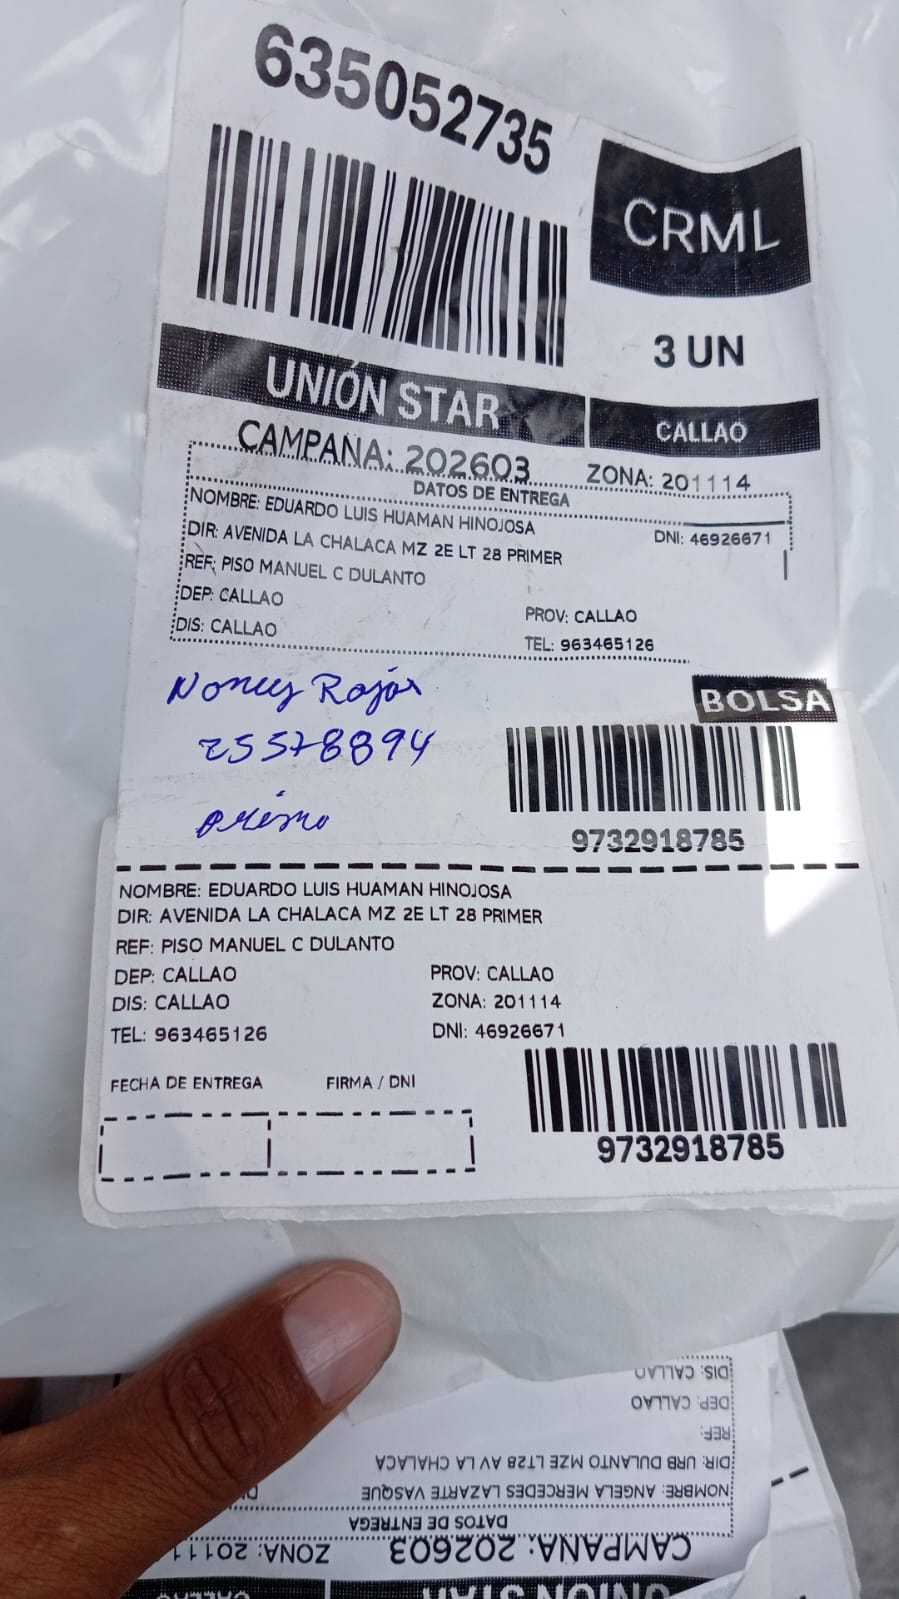 635052735
CRML
3 UN
UNIÓN STAR
CALLAO
CAMPAÑA: 202603
ZONA: 201114
DATOS DE ENTREGA
NOMBRE: EDUARDO LUIS HUAMAN HINOJOSA
DNI: 46926671
DIR: AVENIDA LA CHALACA MZ 2E LT 28 PRIMER
REF: PISO MANUEL C DULANTO
DEP: CALLAO
PROV: CALLAO
DIS: CALLAO
TEL: 963465126
Rojas
25578894
BOLSA
9732918785
NOMBRE: EDUARDO LUIS HUAMAN HINOJOSA
DIR: AVENIDA LA CHALACA MZ 2E LT 28 PRIMER
REF: PISO MANUEL C DULANTO
DEP: CALLAO
PROV: CALLAO
DIS: CALLAO
ZONA: 201114
TEL: 963465126
DNI: 46926671
FECHA DE ENTREGA
FIRMA / DNI
9732918785
UNIÓN STAR
CALLAO
CAMPAÑA: 202603
ZONA: 20111
DATOS DE ENTREGA
NOMBRE: ANGELA MERCEDES LAZARTE VASQUE
DIR: URB DULANTO MZE LT28 AV LA CHALACA
REF:
DEP: CALLAO
DIS: CALLAO